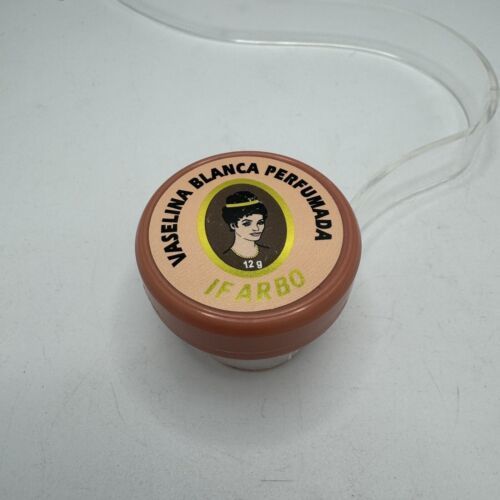 VASELINA BLANCA PERFUMADA
12 g
IFARBO